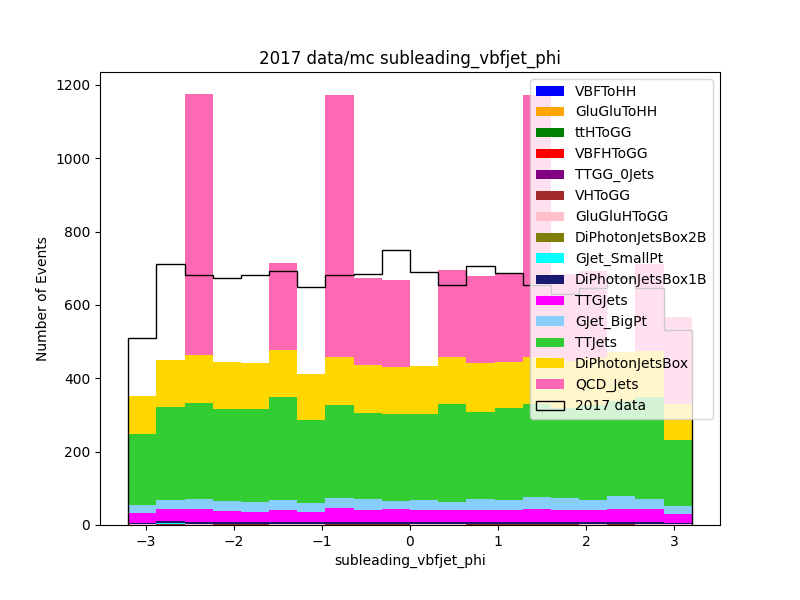 2017 data/mc subleading_vbfjet_phi
Number of Events
1200
1000
800
600
400
200
0
−3
−2
−1
0
1
2
3
subleading_vbfjet_phi
VBFToHH
GluGluToHH
ttHToGG
VBFHToGG
TTGG_0Jets
VHToGG
GluGluHToGG
DiPhotonJetsBox2B
GJet_SmallPt
DiPhotonJetsBox1B
TTGJets
GJet_BigPt
TTJets
DiPhotonJetsBox
QCD_Jets
2017 data